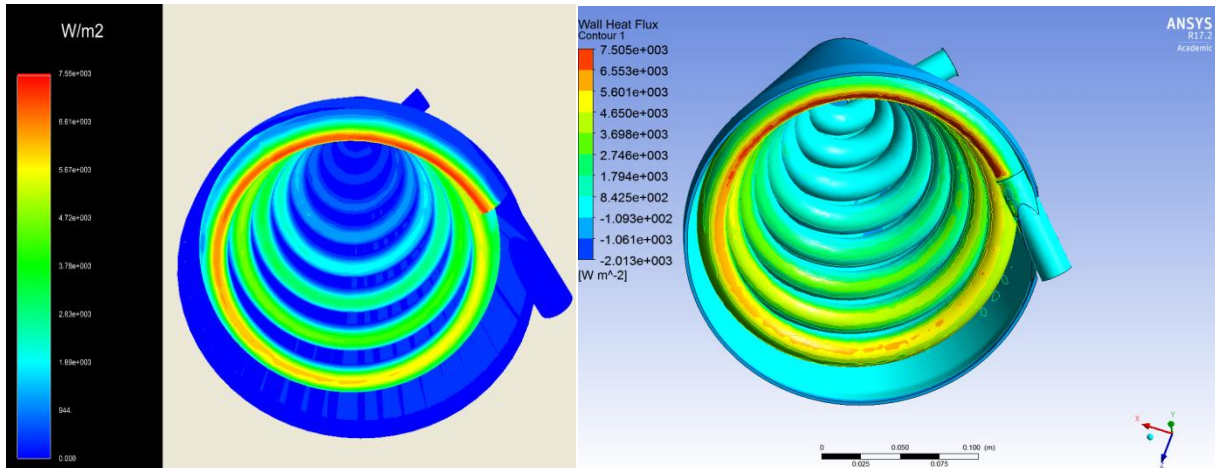 W/m2
7.55e+003
6.61e+003
5.67e+003
4.72e+003
3.78e+003
2.83e+003
1.89e+003
944.
0.000
Wall Heat Flux
Contour 1
7.505e+003
6.553e+003
5.601e+003
4.650e+003
3.698e+003
2.746e+003
1.794e+003
8.425e+002
-1.093e+002
-1.061e+003
-2.013e+003
[W m^-2]
ANSYS
R17.2
Academic
0 0.050 0.100 (m)
0.025 0.075
X Y
Z